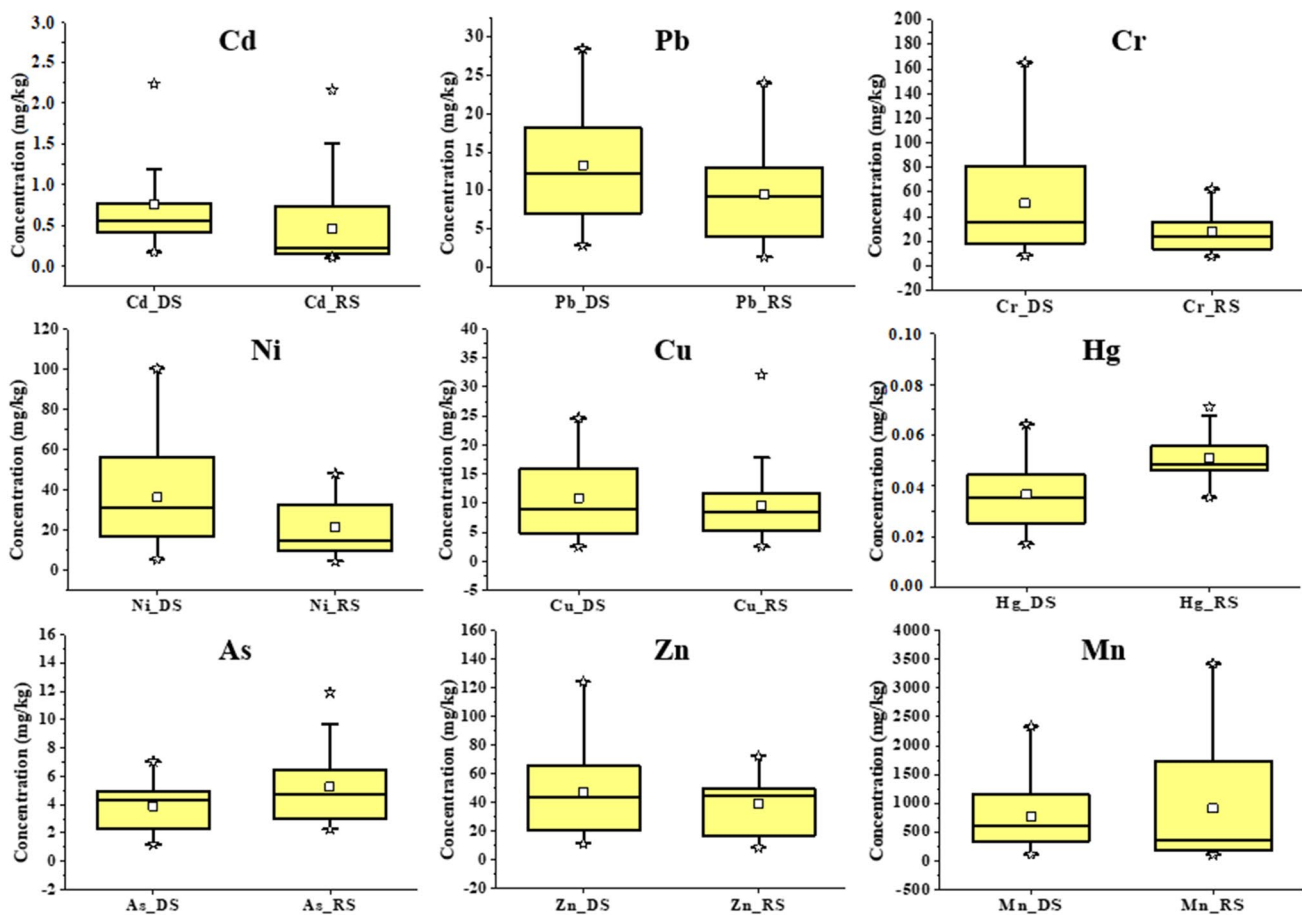 Cd
Concentration (mg/kg)
3.0
2.5
2.0
1.5
1.0
0.5
0.0
Cd_DS
Cd_RS
Pb
Concentration (mg/kg)
30
25
20
15
10
5
0
Pb_DS
Pb_RS
Cr
Concentration (mg/kg)
200
180
160
140
120
100
80
60
40
20
0
-20
Cr_DS
Cr_RS
Ni
Concentration (mg/kg)
120
100
80
60
40
20
0
Ni_DS
Ni_RS
Cu
Concentration (mg/kg)
40
35
30
25
20
15
10
5
0
-5
Cu_DS
Cu_RS
Hg
Concentration (mg/kg)
0.10
0.08
0.06
0.04
0.02
0.00
Hg_DS
Hg_RS
As
Concentration (mg/kg)
16
14
12
10
8
6
4
2
0
-2
As_DS
As_RS
Zn
Concentration (mg/kg)
160
140
120
100
80
60
40
20
0
-20
Zn_DS
Zn_RS
Mn
Concentration (mg/kg)
4000
3500
3000
2500
2000
1500
1000
500
0
-500
Mn_DS
Mn_RS